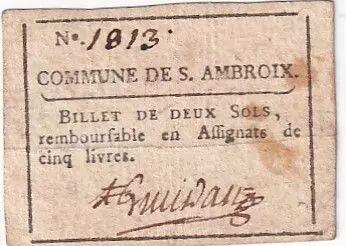 N.º 1813.
COMMUNE DE S. AMBROIX.
BILLET DE DEUX SOLS,
remboursable en Assignats de
cinq livres.